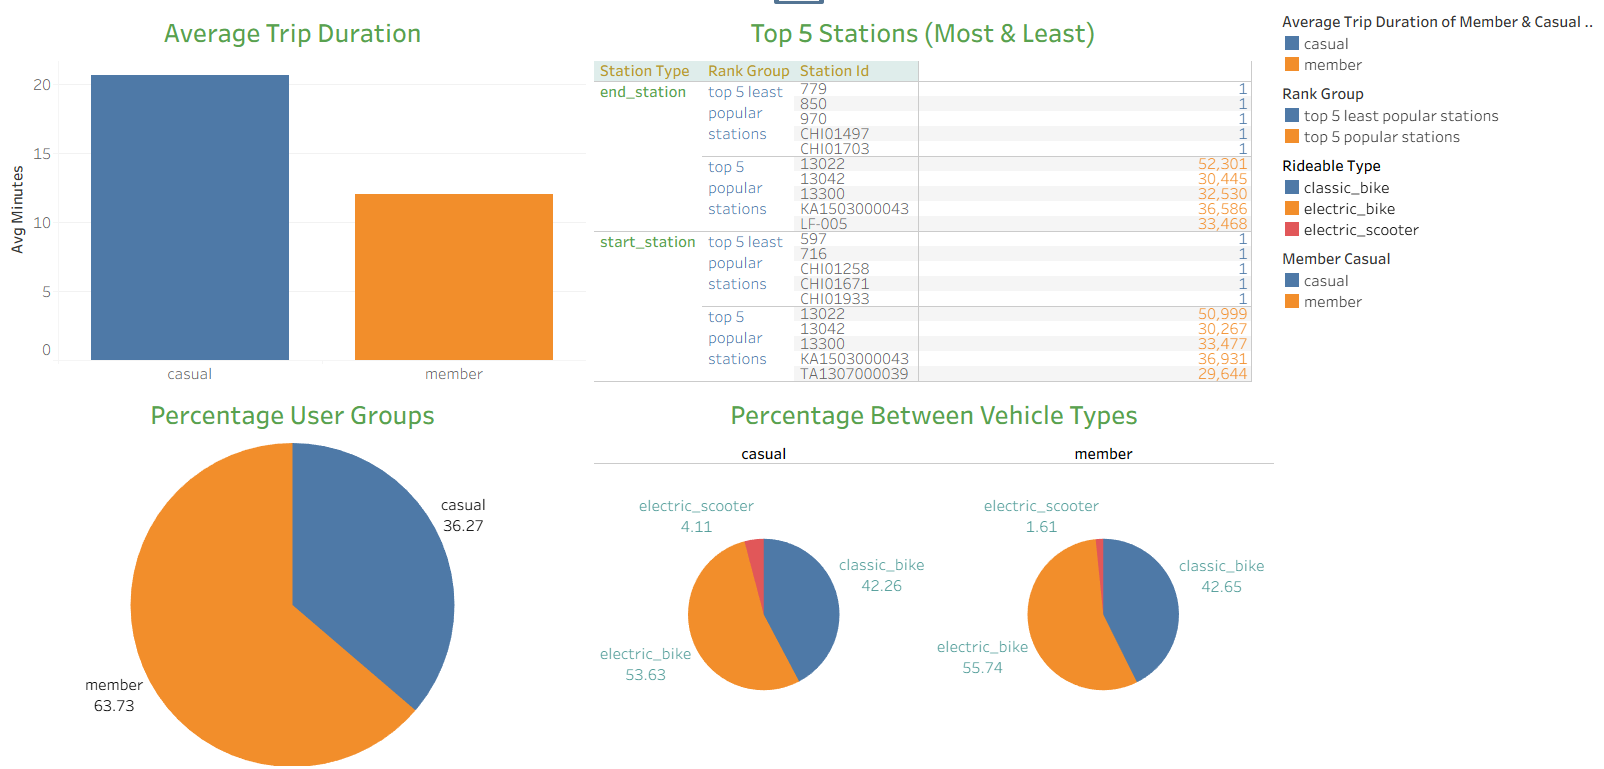 Average Trip Duration
20
15
10
5
0
Avg Minutes
casual
member
Top 5 Stations (Most & Least)
Station Type Rank Group Station Id
end_station top 5 least popular stations
779 1
850 1
970 1
CHI01497 1
CHI01703 1
top 5 popular stations
13022 52,301
13042 30,445
13300 32,530
KA1503000043 36,586
LF-005 33,468
start_station top 5 least popular stations
597 1
716 1
CHI01258 1
CHI01671 1
CHI01933 1
top 5 popular stations
13022 50,999
13042 30,267
13300 33,477
KA1503000043 36,931
TA1307000039 29,644
Average Trip Duration of Member & Casual ..
casual
member
Rank Group
top 5 least popular stations
top 5 popular stations
Rideable Type
classic_bike
electric_bike
electric_scooter
Member Casual
casual
member
Percentage User Groups
casual
36.27
member
63.73
Percentage Between Vehicle Types
casual
electric_scooter
4.11
classic_bike
42.26
electric_bike
53.63
member
electric_scooter
1.61
classic_bike
42.65
electric_bike
55.74